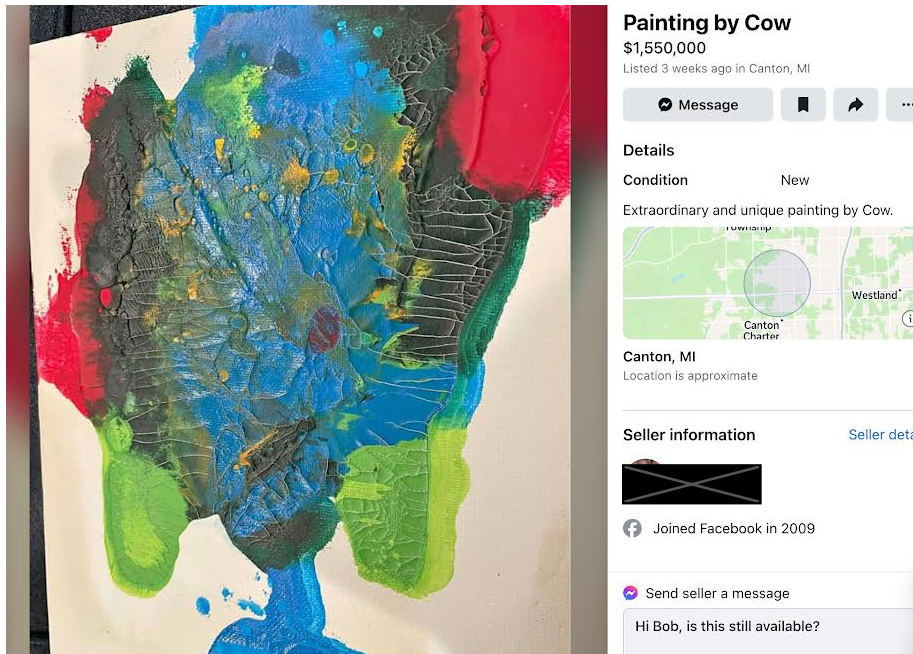 Painting by Cow
$1,550,000
Listed 3 weeks ago in Canton, MI
Message
Details
Condition New
Extraordinary and unique painting by Cow.
Township
Westland
Canton
Charter
Canton, MI
Location is approximate
Seller information Seller deta
Joined Facebook in 2009
Send seller a message
Hi Bob, is this still available?